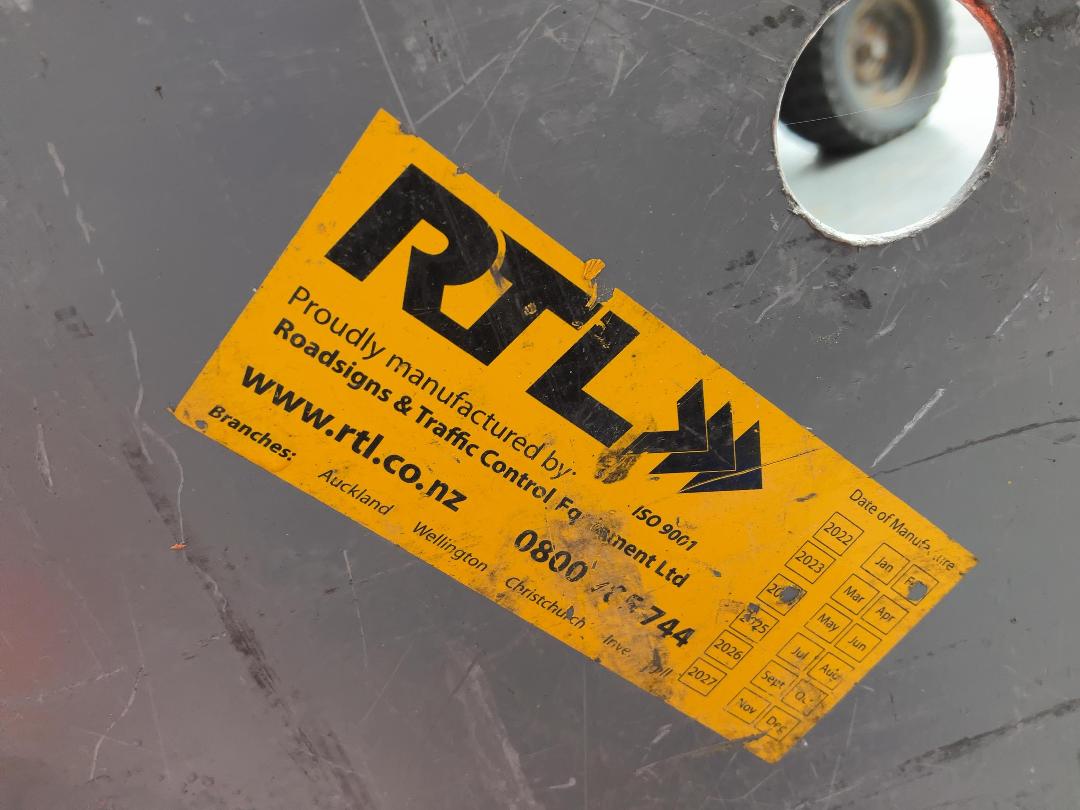 RTL
Proudly manufactured by: ISO 9001
Roadsigns & Traffic Control Ltd
www.rtl.co.nz 0800 744
Branches: Auckland Wellington Christchurch
Date of Manufacture
2022 Jan
2023 Mar Apr
2025 May Jun
2026 Jul Aug
2027 Sept
Nov Dec